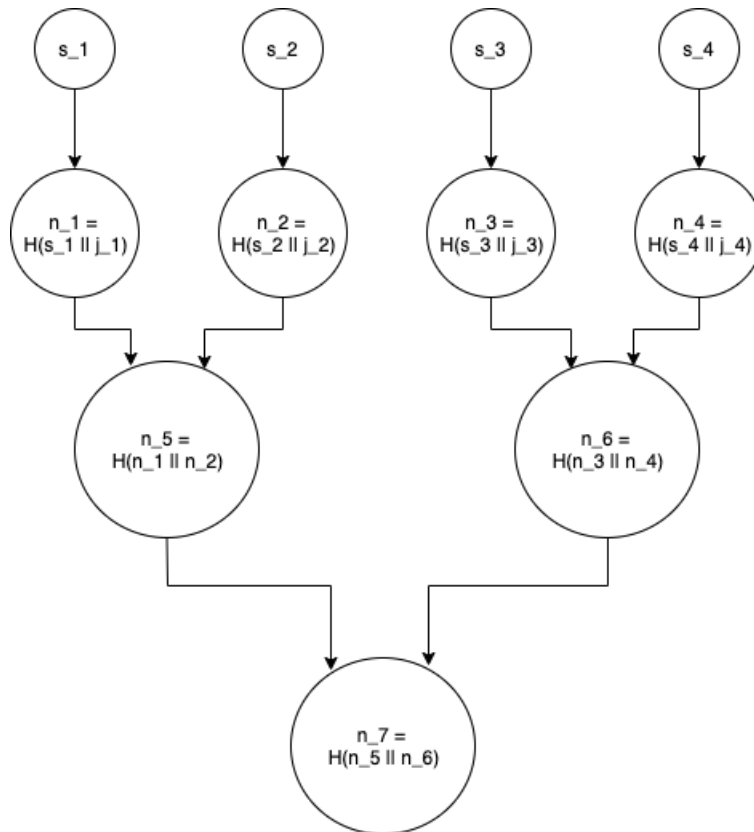 s_1
s_2
s_3
s_4
n_1 =
H(s_1 || j_1)
n_2 =
H(s_2 || j_2)
n_3 =
H(s_3 || j_3)
n_4 =
H(s_4 || j_4)
n_5 =
H(n_1 || n_2)
n_6 =
H(n_3 || n_4)
n_7 =
H(n_5 || n_6)